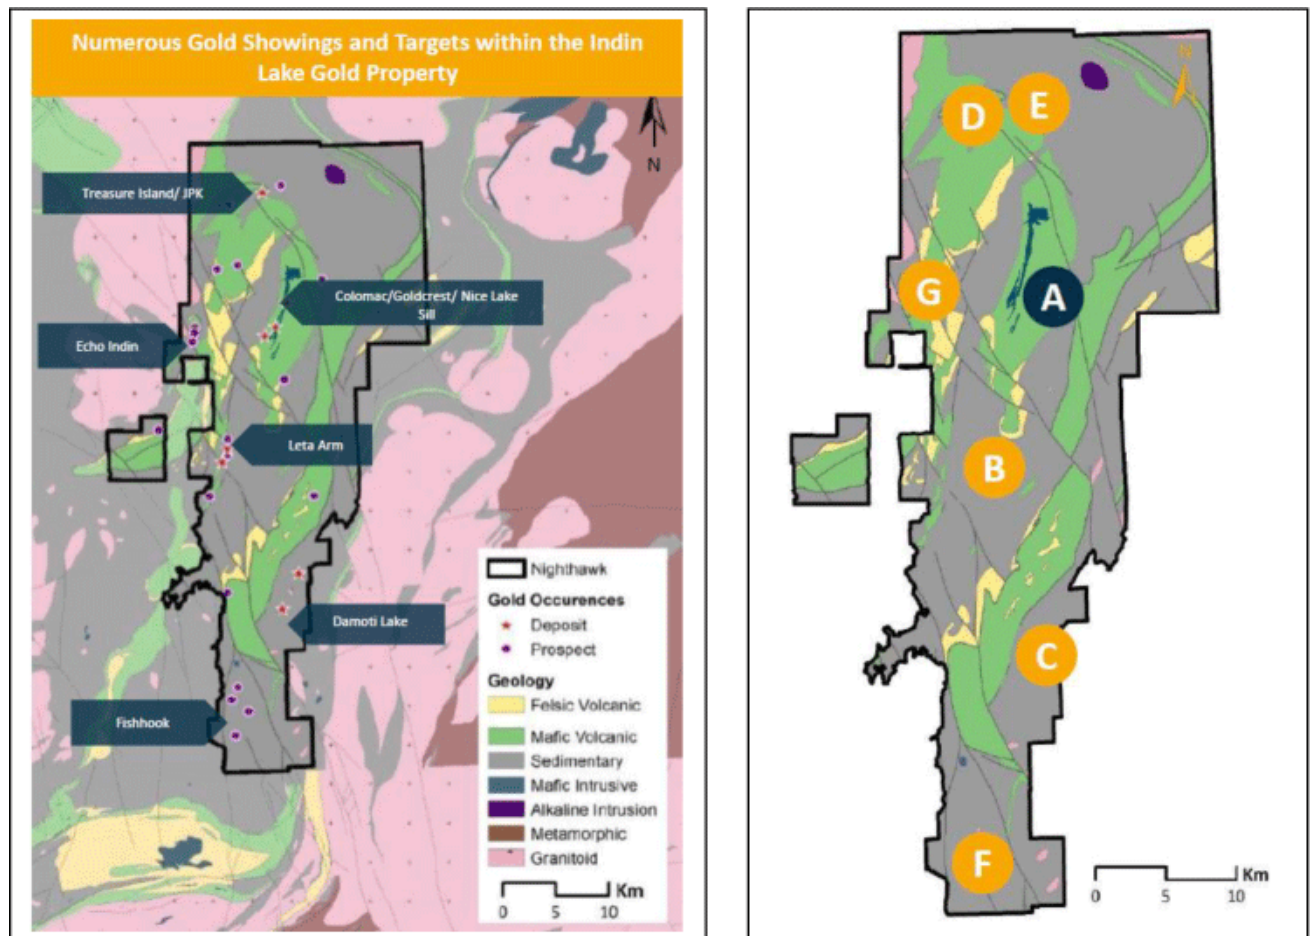 Numerous Gold Showings and Targets within the Indin
Lake Gold Property
N
Treasure Island/ JPK
Colomac/Goldcrest/ Nice Lake
Sill
Echo Indin
Leta Arm
Damoti Lake
Fishhook
Nighthawk
Gold Occurences
Deposit
Prospect
Geology
Felsic Volcanic
Mafic Volcanic
Sedimentary
Mafic Intrusive
Alkaline Intrusion
Metamorphic
Granitoid
Km
0 5 10
N
D
E
G
A
B
C
F
Km
0 5 10